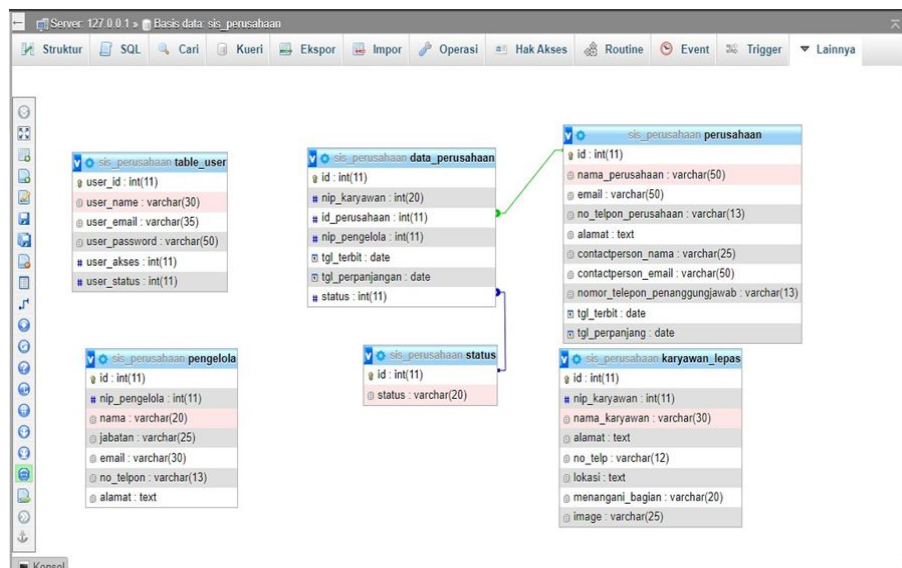 Server: 127.0.0.1 » Basis data: sis_perusahaan
Struktur SQL Cari Kueri Ekspor Impor Operasi Hak Akses Routine Event Trigger Lainnya
sis_perusahaan table_user
user_id : int(11)
user_name : varchar(30)
user_email : varchar(35)
user_password : varchar(50)
user_akses : int(11)
user_status : int(11)
sis_perusahaan data_perusahaan
id : int(11)
nip_karyawan : int(20)
id_perusahaan : int(11)
nip_pengelola : int(11)
tgl_terbit : date
tgl_perpanjangan : date
status : int(11)
sis_perusahaan perusahaan
id : int(11)
nama_perusahaan : varchar(50)
email : varchar(50)
no_telpon_perusahaan : varchar(13)
alamat : text
contactperson_nama : varchar(25)
contactperson_email : varchar(50)
nomor_telepon_penanggungjawab : varchar(13)
tgl_terbit : date
tgl_perpanjang : date
sis_perusahaan pengelola
id : int(11)
nip_pengelola : int(11)
nama : varchar(20)
jabatan : varchar(25)
email : varchar(30)
no_telpon : varchar(13)
alamat : text
sis_perusahaan status
id : int(11)
status : varchar(20)
sis_perusahaan karyawan_lepas
id : int(11)
nip_karyawan : int(11)
nama_karyawan : varchar(30)
alamat : text
no_telp : varchar(12)
lokasi : text
menangani_bagian : varchar(20)
image : varchar(25)
Konsol